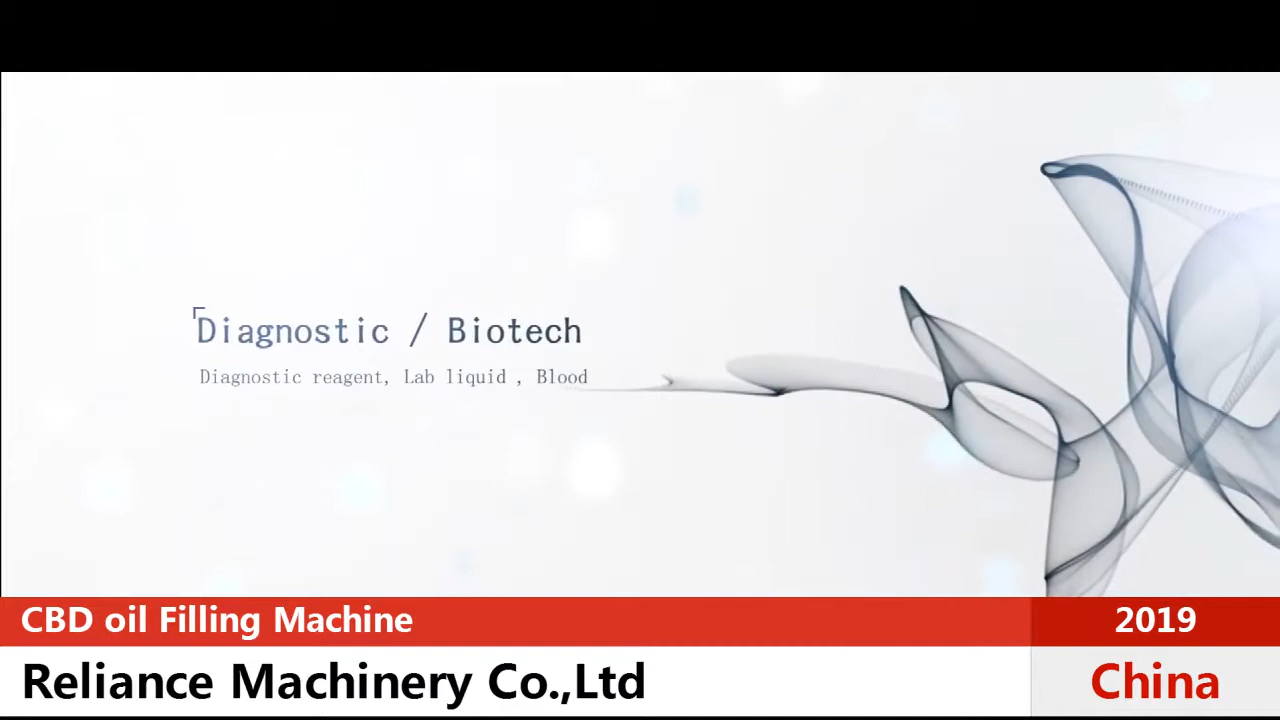 Diagnostic / Biotech
Diagnostic reagent, Lab liquid , Blood
CBD oil Filling Machine
2019
Reliance Machinery Co.,Ltd
China